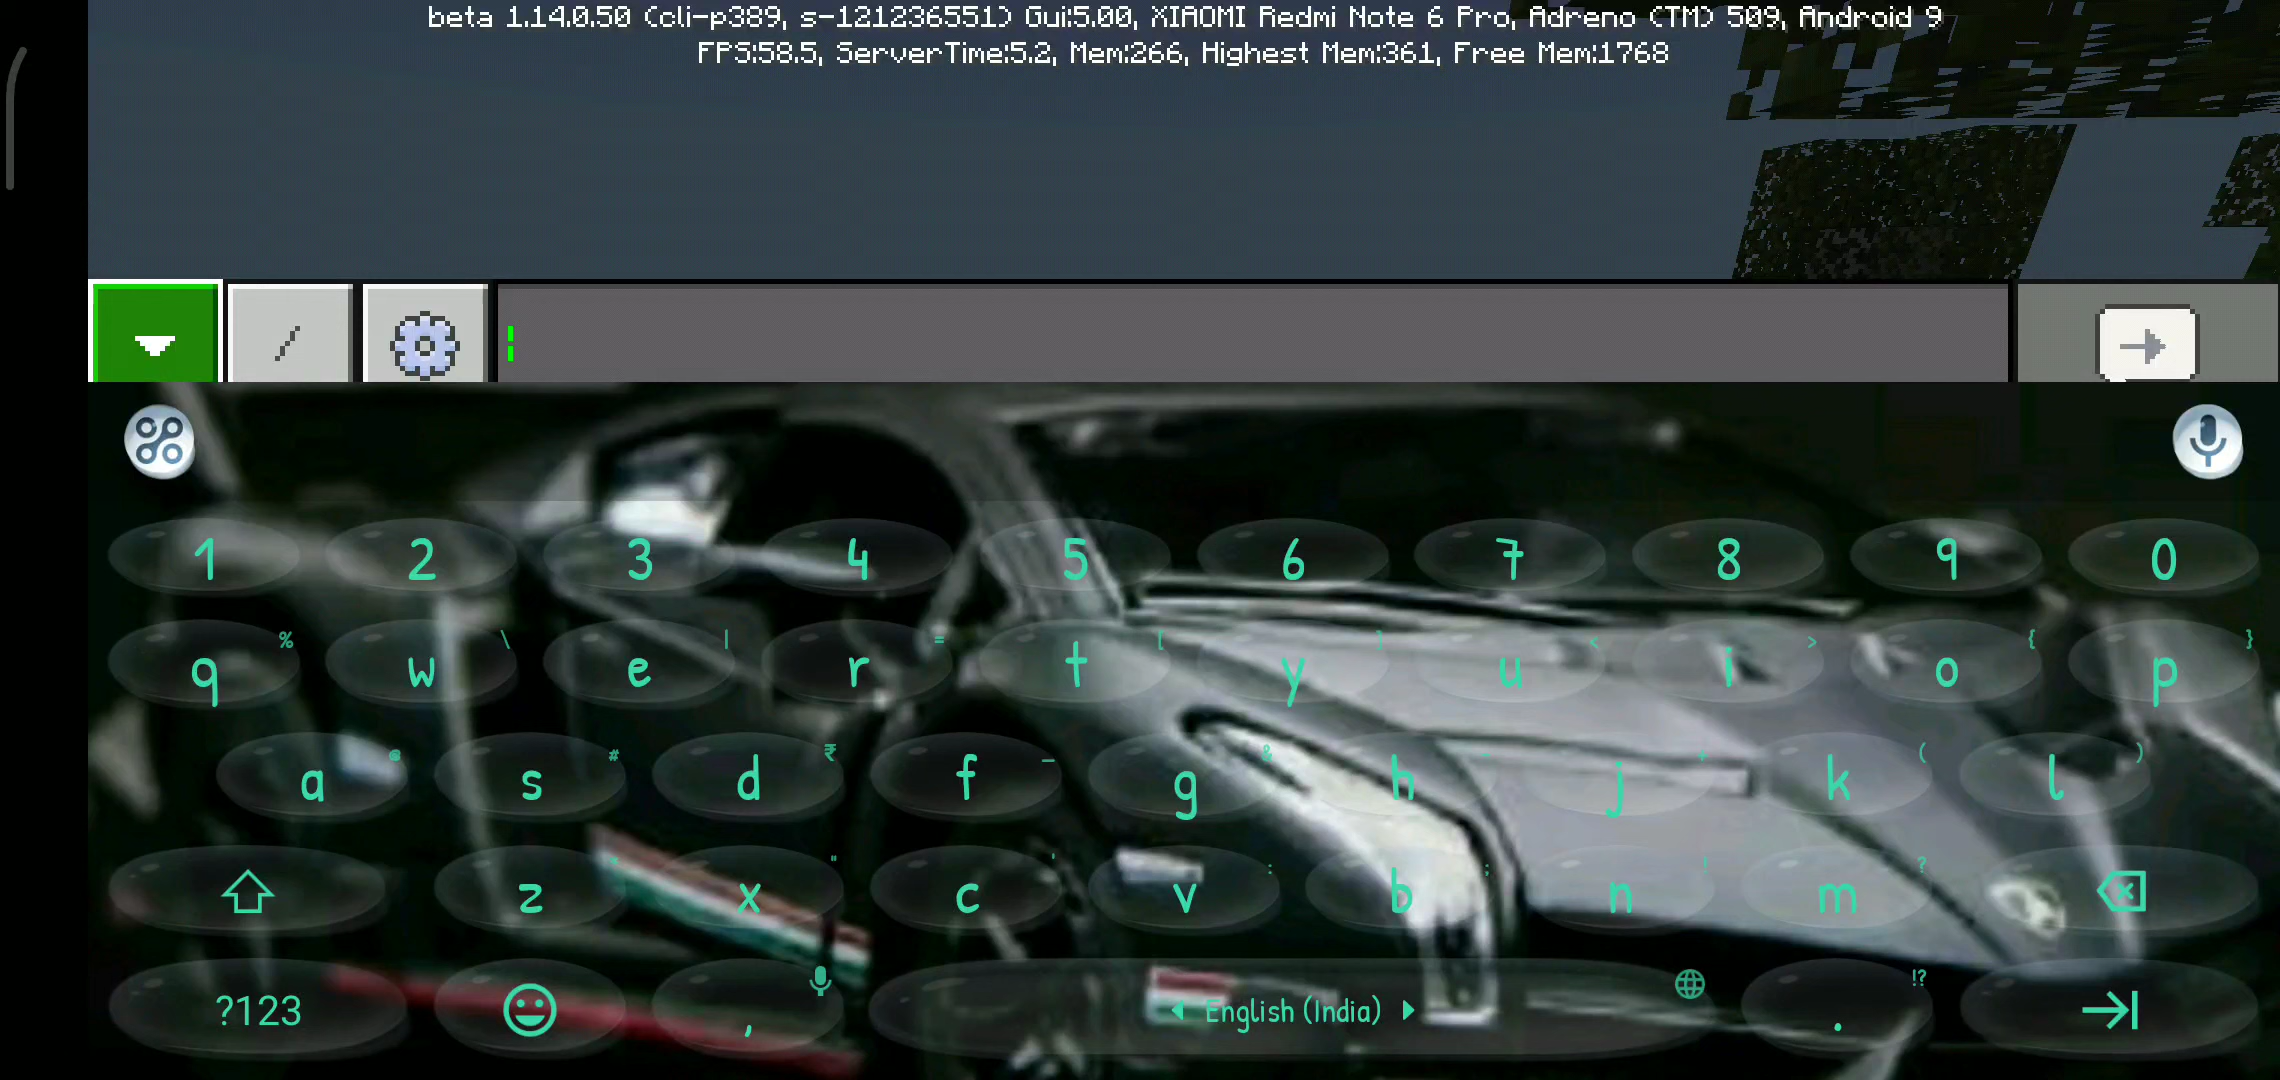 beta 1.14.0.50 (cli-p389, s-121236551) Gui:5.00, XIAOMI Redmi Note 6 Pro, Adreno (TM) 509, Android 9
FPS:58.5, ServerTime:5.2, Mem:266, Highest Mem:361, Free Mem:1768
/
1 2 3 4 5 6 7 8 9 0
% \ | = [ ] < > { }
q w e r t y u i o p
@ # ₹ _ & - + ( )
a s d f g h j k l
* " ' : ; ! ?
z x c v b n m
!?
?123 , English (India) .